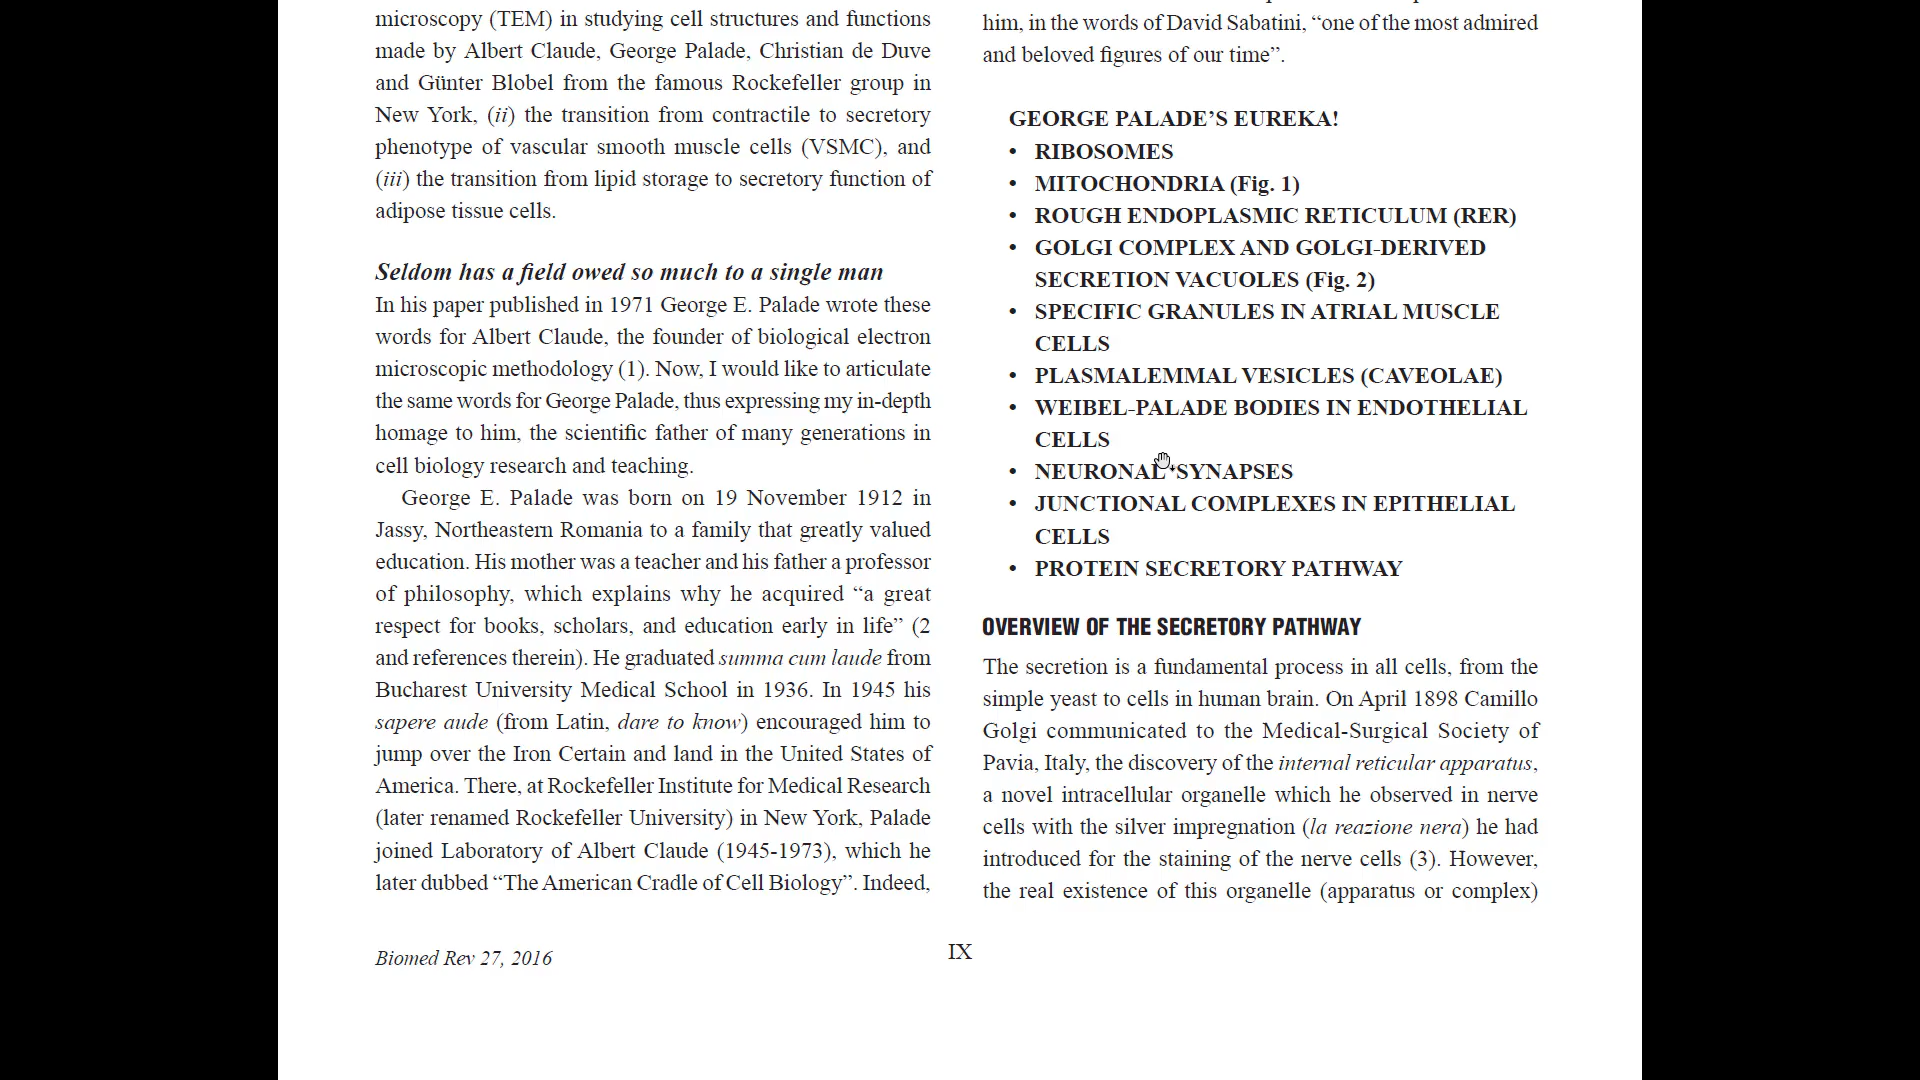 microscopy (TEM) in studying cell structures and functions
made by Albert Claude, George Palade, Christian de Duve
and Günter Blobel from the famous Rockefeller group in
New York, (ii) the transition from contractile to secretory
phenotype of vascular smooth muscle cells (VSMC), and
(iii) the transition from lipid storage to secretory function of
adipose tissue cells.
Seldom has a field owed so much to a single man
In his paper published in 1971 George E. Palade wrote these
words for Albert Claude, the founder of biological electron
microscopic methodology (1). Now, I would like to articulate
the same words for George Palade, thus expressing my in-depth
homage to him, the scientific father of many generations in
cell biology research and teaching.
George E. Palade was born on 19 November 1912 in
Jassy, Northeastern Romania to a family that greatly valued
education. His mother was a teacher and his father a professor
of philosophy, which explains why he acquired “a great
respect for books, scholars, and education early in life” (2
and references therein). He graduated summa cum laude from
Bucharest University Medical School in 1936. In 1945 his
sapere aude (from Latin, dare to know) encouraged him to
jump over the Iron Certain and land in the United States of
America. There, at Rockefeller Institute for Medical Research
(later renamed Rockefeller University) in New York, Palade
joined Laboratory of Albert Claude (1945-1973), which he
later dubbed “The American Cradle of Cell Biology”. Indeed,
him, in the words of David Sabatini, “one of the most admired
and beloved figures of our time”.
GEORGE PALADE’S EUREKA!
• RIBOSOMES
• MITOCHONDRIA (Fig. 1)
• ROUGH ENDOPLASMIC RETICULUM (RER)
• GOLGI COMPLEX AND GOLGI-DERIVED
SECRETION VACUOLES (Fig. 2)
• SPECIFIC GRANULES IN ATRIAL MUSCLE
CELLS
• PLASMALEMMAL VESICLES (CAVEOLAE)
• WEIBEL-PALADE BODIES IN ENDOTHELIAL
CELLS
• NEURONAL SYNAPSES
• JUNCTIONAL COMPLEXES IN EPITHELIAL
CELLS
• PROTEIN SECRETORY PATHWAY
OVERVIEW OF THE SECRETORY PATHWAY
The secretion is a fundamental process in all cells, from the
simple yeast to cells in human brain. On April 1898 Camillo
Golgi communicated to the Medical-Surgical Society of
Pavia, Italy, the discovery of the internal reticular apparatus,
a novel intracellular organelle which he observed in nerve
cells with the silver impregnation (la reazione nera) he had
introduced for the staining of the nerve cells (3). However,
the real existence of this organelle (apparatus or complex)
Biomed Rev 27, 2016
IX